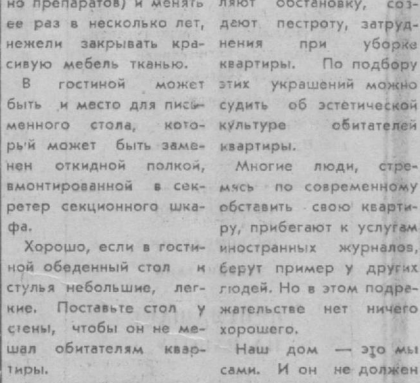 но препаратов) и менять
ее раз в несколько лет,
нежели закрывать кра-
сивую мебель тканью.
В гостиной может
быть и место для пись-
менного стола, кото-
рый может быть заме-
нен откидной полкой,
вмонтированной в сек-
ретер секционного шка-
фа.
Хорошо, если в гости-
ной обеденный стол и
стулья небольшие, лег-
кие. Поставьте стол у
стены, чтобы он не ме-
шал обитателям квар-
тиры.
ляют обстановку, соз-
дают пестроту, затруд-
нения при уборке
квартиры. По подбору
этих украшений можно
судить об эстетической
культуре обитателей
квартиры.
Многие люди, стре-
мясь по современному
обставить свою кварти-
ру, прибегают к услугам
иностранных журналов,
берут пример у других
людей. Но в этом подра-
жательстве нет ничего
хорошего.
Наш дом — это мы
сами. И он не должен